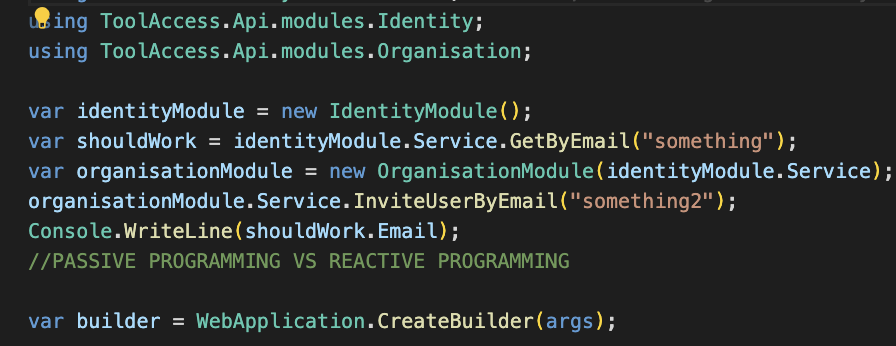 using ToolAccess.Api.modules.Identity;
using ToolAccess.Api.modules.Organisation;
var identityModule = new IdentityModule();
var shouldWork = identityModule.Service.GetByEmail("something");
var organisationModule = new OrganisationModule(identityModule.Service);
organisationModule.Service.InviteUserByEmail("something2");
Console.WriteLine(shouldWork.Email);
//PASSIVE PROGRAMMING VS REACTIVE PROGRAMMING
var builder = WebApplication.CreateBuilder(args);